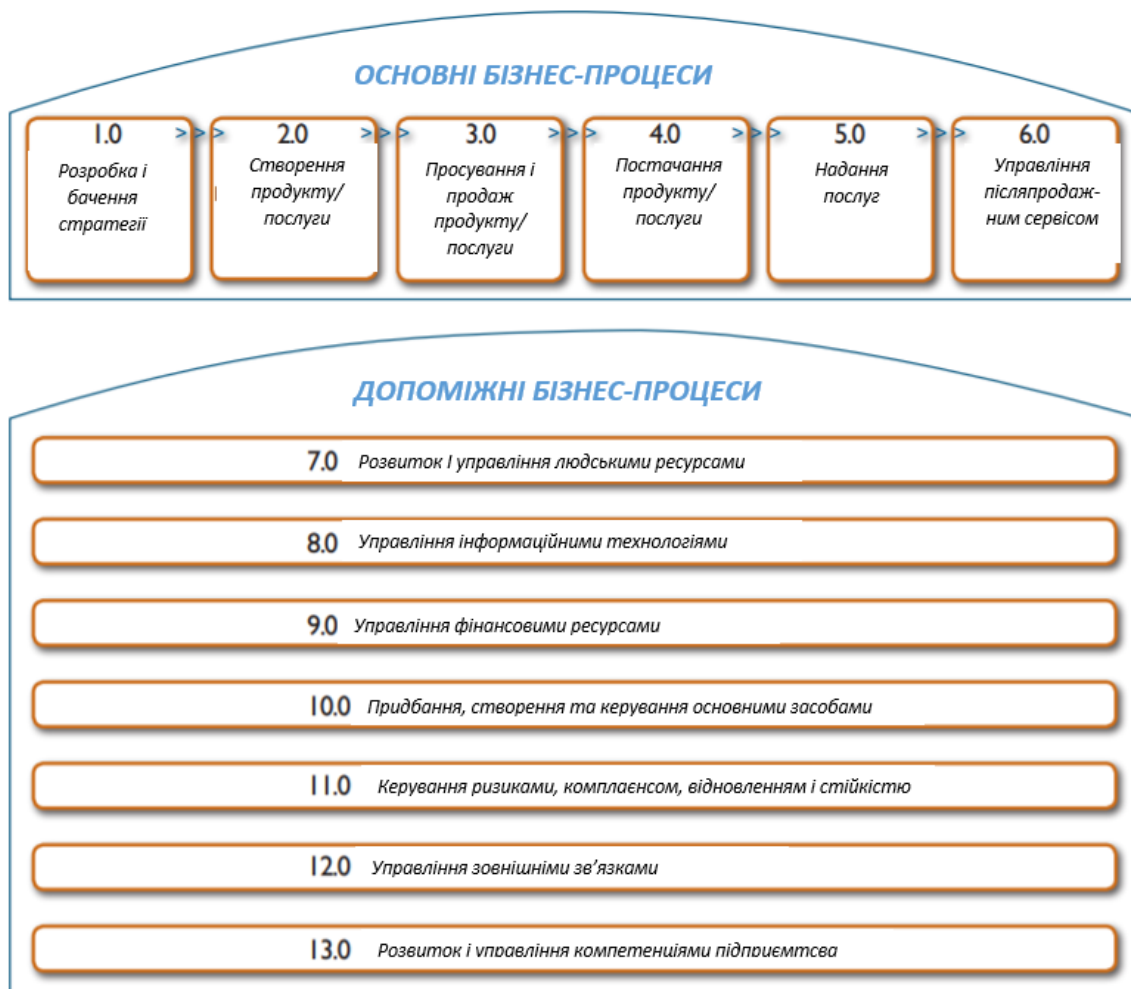 ОСНОВНІ БІЗНЕС-ПРОЦЕСИ
1.0 >>> 2.0 >>> 3.0 >>> 4.0 >>> 5.0 >>> 6.0
Розробка і
бачення
стратегії
Створення
продукту/
послуги
Просування і
продаж
продукту/
послуги
Постачання
продукту/
послуги
Надання
послуг
Управління
післяпродаж-
ним сервісом
ДОПОМІЖНІ БІЗНЕС-ПРОЦЕСИ
7.0 Розвиток І управління людськими ресурсами
8.0 Управління інформаційними технологіями
9.0 Управління фінансовими ресурсами
10.0 Придбання, створення та керування основними засобами
11.0 Керування ризиками, комплаєнсом, відновленням і стійкістю
12.0 Управління зовнішніми зв’язками
13.0 Розвиток і управління компетенціями підприємтсва